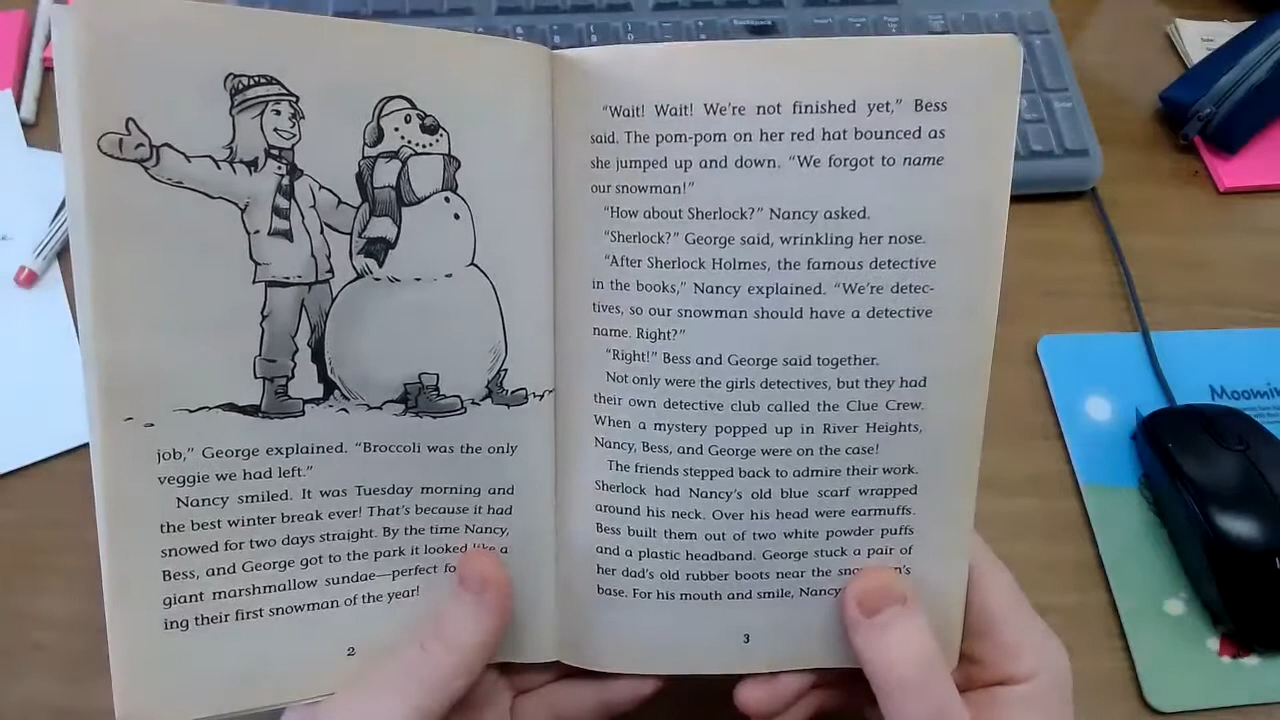 job,” George explained. “Broccoli was the only
veggie we had left.”
Nancy smiled. It was Tuesday morning and
the best winter break ever! That’s because it had
snowed for two days straight. By the time Nancy,
Bess, and George got to the park it looked like a
giant marshmallow sundae—perfect
ing their first snowman of the year!
2
“Wait! Wait! We’re not finished yet,” Bess
said. The pom-pom on her red hat bounced as
she jumped up and down. “We forgot to name
our snowman!”
“How about Sherlock?” Nancy asked.
“Sherlock?” George said, wrinkling her nose.
“After Sherlock Holmes, the famous detective
in the books,” Nancy explained. “We’re detec-
tives, so our snowman should have a detective
name. Right?”
“Right!” Bess and George said together.
Not only were the girls detectives, but they had
their own detective club called the Clue Crew.
When a mystery popped up in River Heights,
Nancy, Bess, and George were on the case!
The friends stepped back to admire their work.
Sherlock had Nancy’s old blue scarf wrapped
around his neck. Over his head were earmuffs.
Bess built them out of two white powder puffs
and a plastic headband. George stuck a pair of
her dad’s old rubber boots near the
base. For his mouth and smile, Nancy
3
Backspace